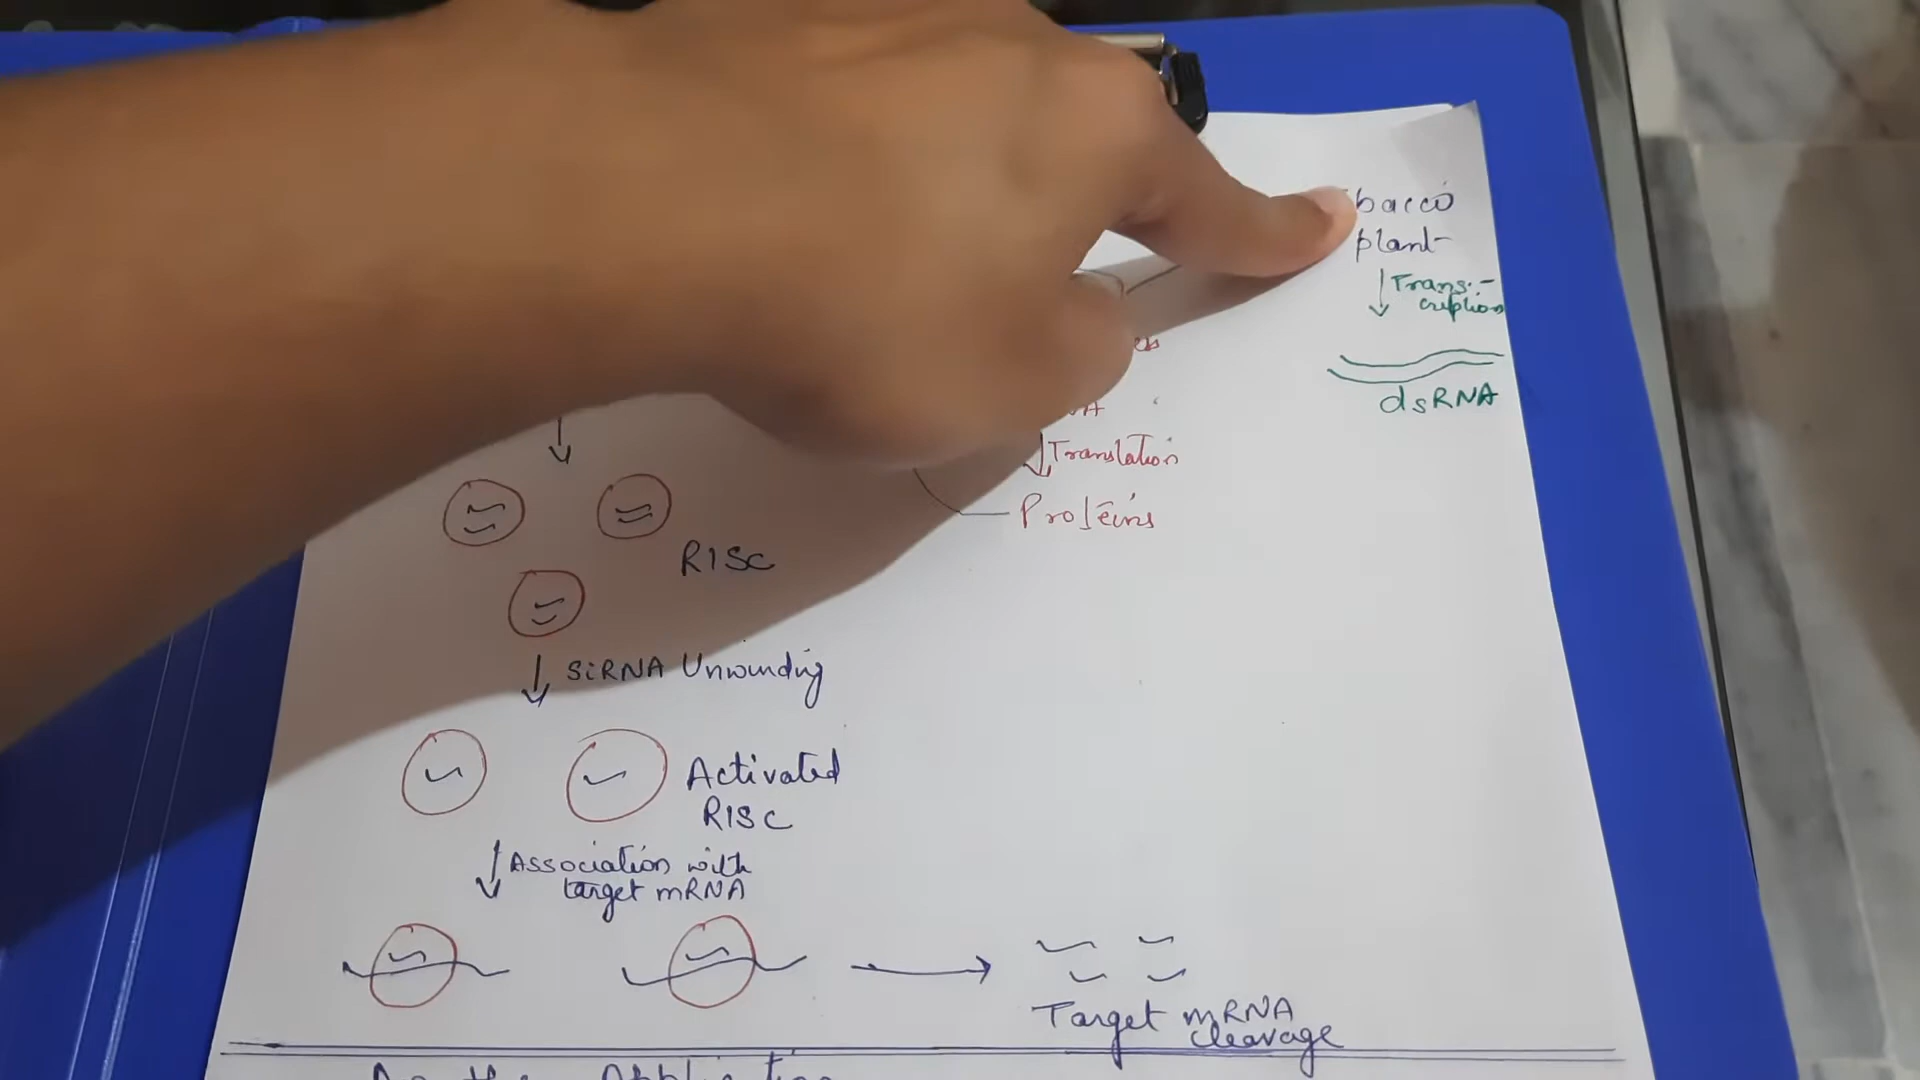 bacco
plant
Trans-
cription
dsRNA
Translation
Proteins
RISC
SiRNA Unwinding
Activated
RISC
Association with
target mRNA
Target mRNA
cleavage